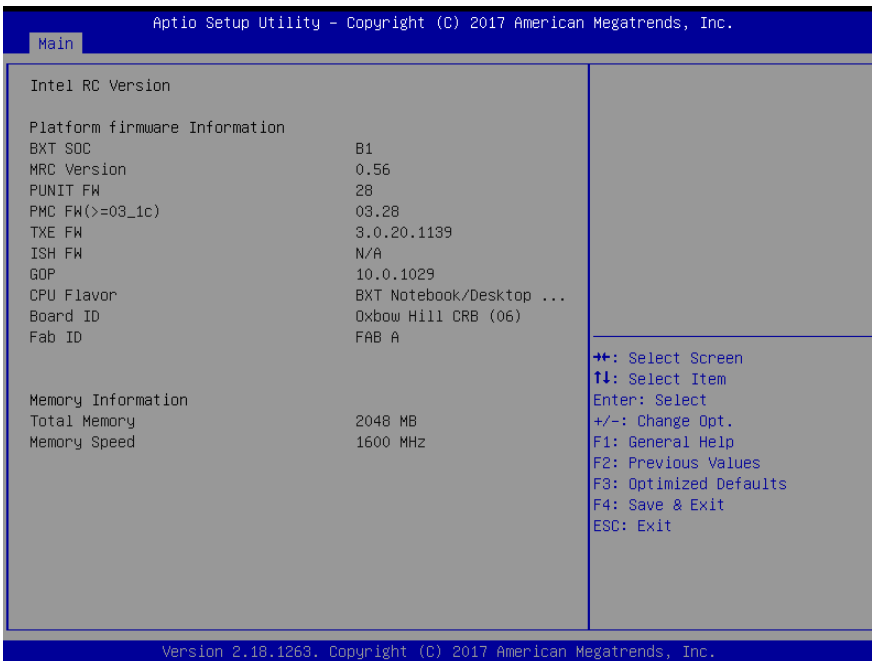 Aptio Setup Utility – Copyright (C) 2017 American Megatrends, Inc.
Main
Intel RC Version
Platform firmware Information
BXT SOC B1
MRC Version 0.56
PUNIT FW 28
PMC FW(>=03_1c) 03.28
TXE FW 3.0.20.1139
ISH FW N/A
GOP 10.0.1029
CPU Flavor BXT Notebook/Desktop ...
Board ID Oxbow Hill CRB (06)
Fab ID FAB A
Memory Information
Total Memory 2048 MB
Memory Speed 1600 MHz
→←: Select Screen
↑↓: Select Item
Enter: Select
+/-: Change Opt.
F1: General Help
F2: Previous Values
F3: Optimized Defaults
F4: Save & Exit
ESC: Exit
Version 2.18.1263. Copyright (C) 2017 American Megatrends, Inc.